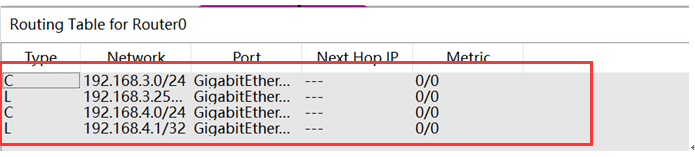 Routing Table for Router0
Type Network Port Next Hop IP Metric
C 192.168.3.0/24 GigabitEther... --- 0/0
L 192.168.3.25... GigabitEther... --- 0/0
C 192.168.4.0/24 GigabitEther... --- 0/0
L 192.168.4.1/32 GigabitEther... --- 0/0